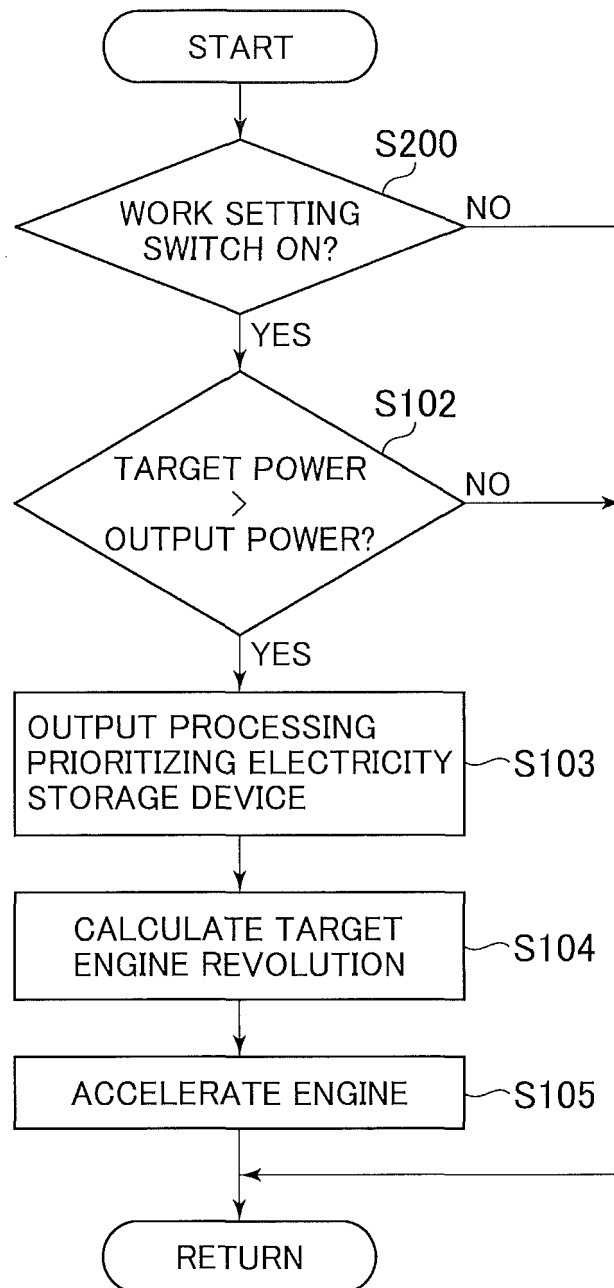 START
S200
WORK SETTING
SWITCH ON?
NO
YES
S102
TARGET POWER
>
OUTPUT POWER?
NO
YES
OUTPUT PROCESSING
PRIORITIZING ELECTRICITY
STORAGE DEVICE
S103
CALCULATE TARGET
ENGINE REVOLUTION
S104
ACCELERATE ENGINE
S105
RETURN